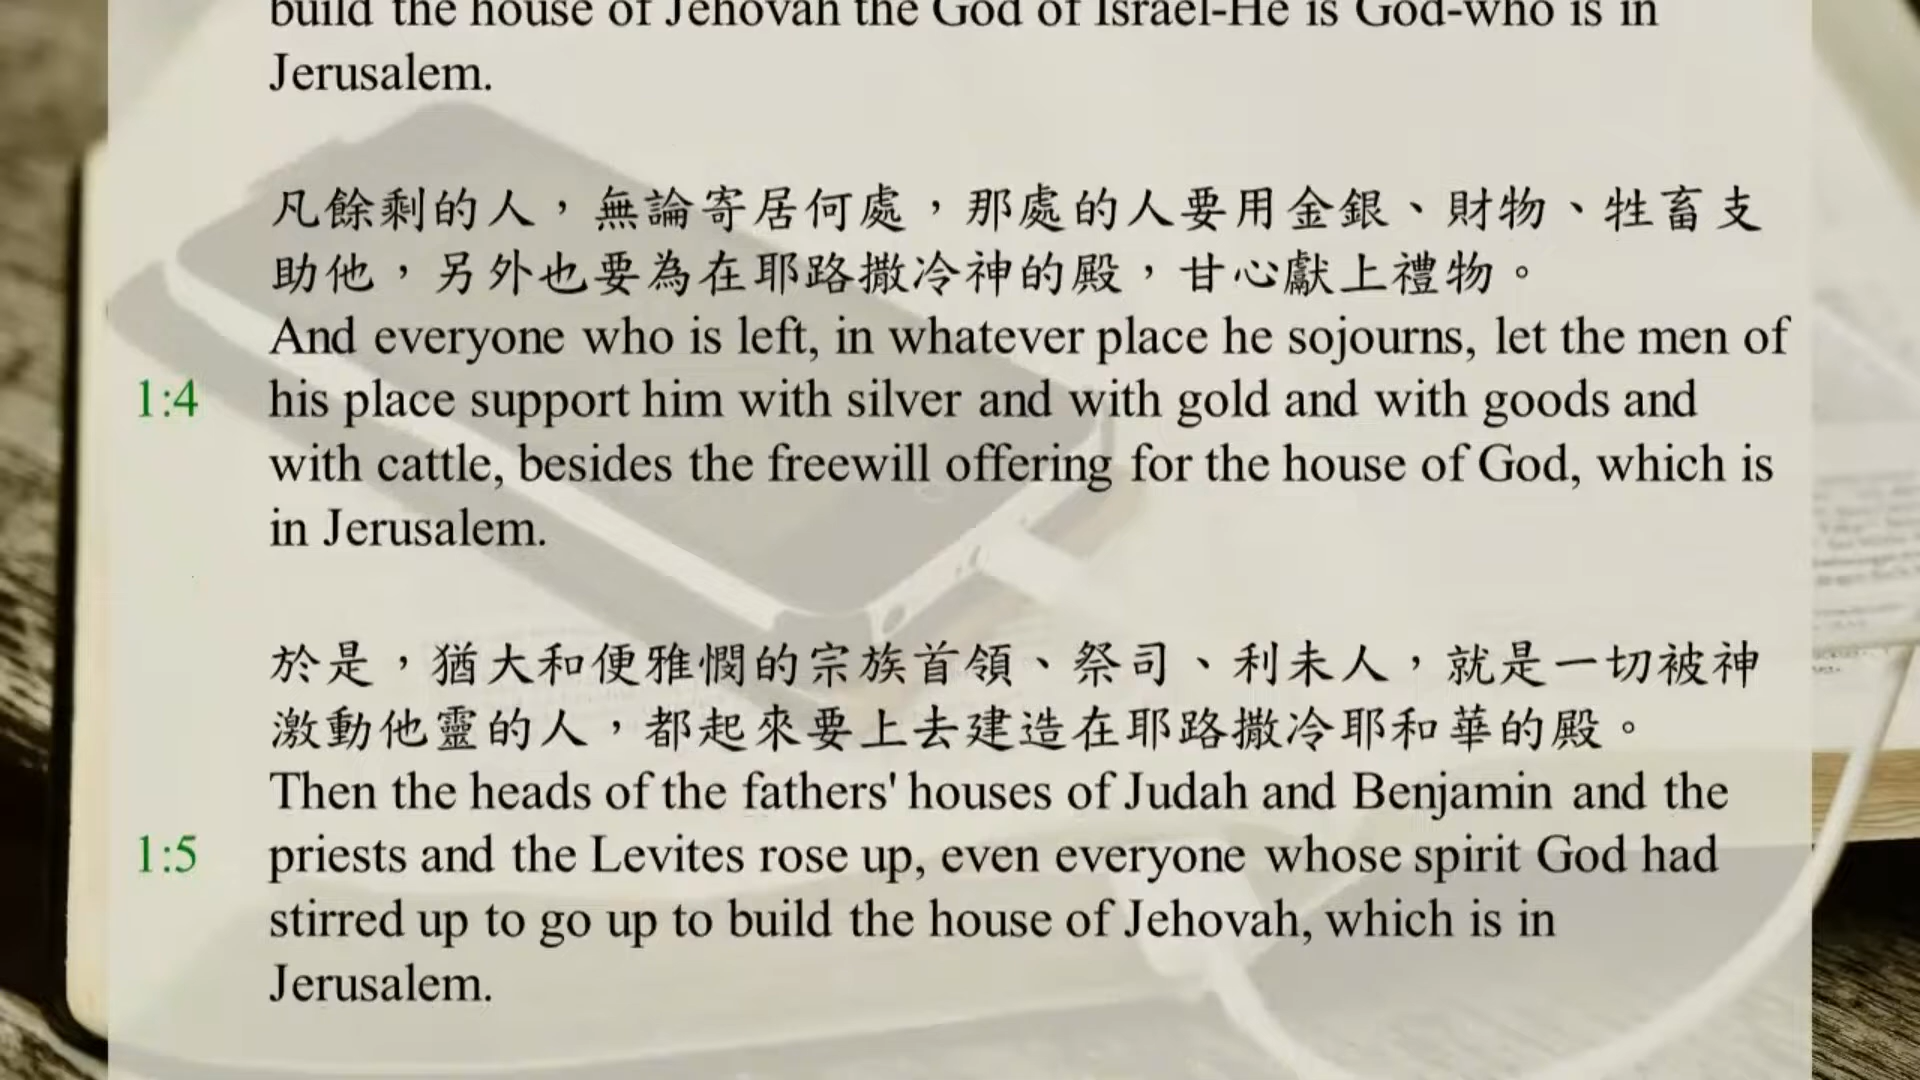 build the house of Jehovah the God of Israel-He is God-who is in
Jerusalem.
凡餘剩的人，無論寄居何處，那處的人要用金銀、財物、牲畜支
助他，另外也要為在耶路撒冷神的殿，甘心獻上禮物。
And everyone who is left, in whatever place he sojourns, let the men of
1:4 his place support him with silver and with gold and with goods and
with cattle, besides the freewill offering for the house of God, which is
in Jerusalem.
於是，猶大和便雅憫的宗族首領、祭司、利未人，就是一切被神
激動他靈的人，都起來要上去建造在耶路撒冷耶和華的殿。
Then the heads of the fathers' houses of Judah and Benjamin and the
1:5 priests and the Levites rose up, even everyone whose spirit God had
stirred up to go up to build the house of Jehovah, which is in
Jerusalem.